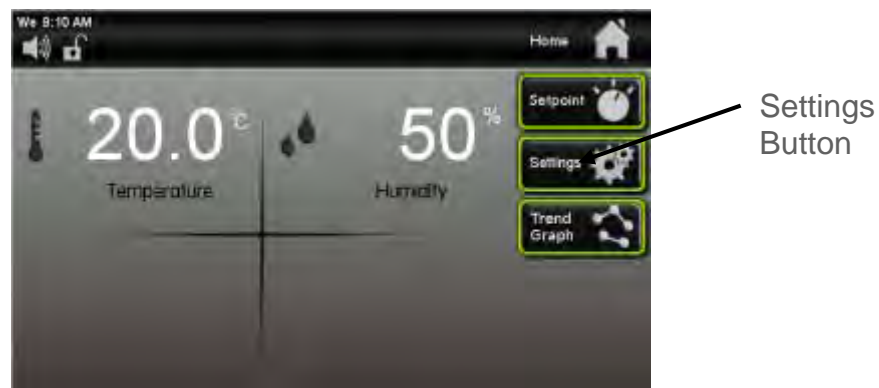 We 9:10 AM
Home
20.0 °C
Temperature
50 %
Humidity
Setpoint
Settings
Trend
Graph
Settings
Button